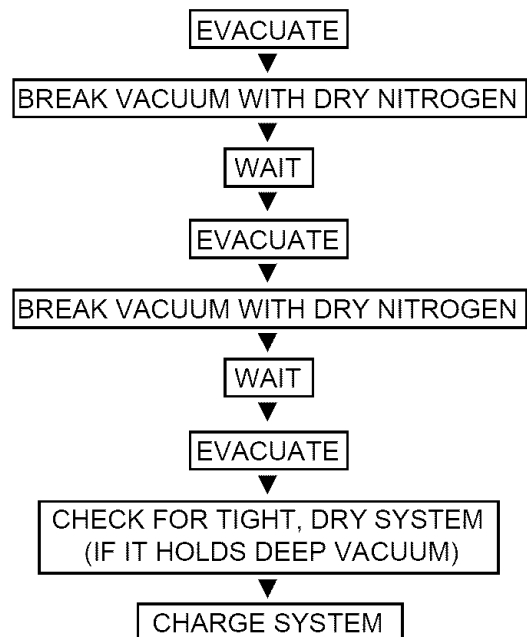 EVACUATE
BREAK VACUUM WITH DRY NITROGEN
WAIT
EVACUATE
BREAK VACUUM WITH DRY NITROGEN
WAIT
EVACUATE
CHECK FOR TIGHT, DRY SYSTEM
(IF IT HOLDS DEEP VACUUM)
CHARGE SYSTEM